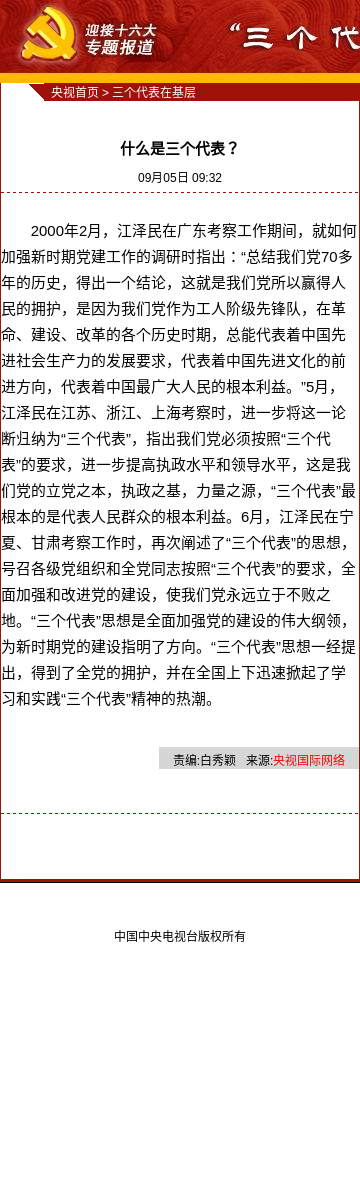 迎接十六大
专题报道
“三个代
央视首页 > 三个代表在基层
什么是三个代表？
09月05日 09:32
2000年2月，江泽民在广东考察工作期间，就如何
加强新时期党建工作的调研时指出：“总结我们党70多
年的历史，得出一个结论，这就是我们党所以赢得人
民的拥护，是因为我们党作为工人阶级先锋队，在革
命、建设、改革的各个历史时期，总能代表着中国先
进社会生产力的发展要求，代表着中国先进文化的前
进方向，代表着中国最广大人民的根本利益。”5月，
江泽民在江苏、浙江、上海考察时，进一步将这一论
断归纳为“三个代表”，指出我们党必须按照“三个代
表”的要求，进一步提高执政水平和领导水平，这是我
们党的立党之本，执政之基，力量之源，“三个代表”最
根本的是代表人民群众的根本利益。6月，江泽民在宁
夏、甘肃考察工作时，再次阐述了“三个代表”的思想，
号召各级党组织和全党同志按照“三个代表”的要求，全
面加强和改进党的建设，使我们党永远立于不败之
地。“三个代表”思想是全面加强党的建设的伟大纲领，
为新时期党的建设指明了方向。“三个代表”思想一经提
出，得到了全党的拥护，并在全国上下迅速掀起了学
习和实践“三个代表”精神的热潮。
责编:白秀颖 来源:央视国际网络
中国中央电视台版权所有